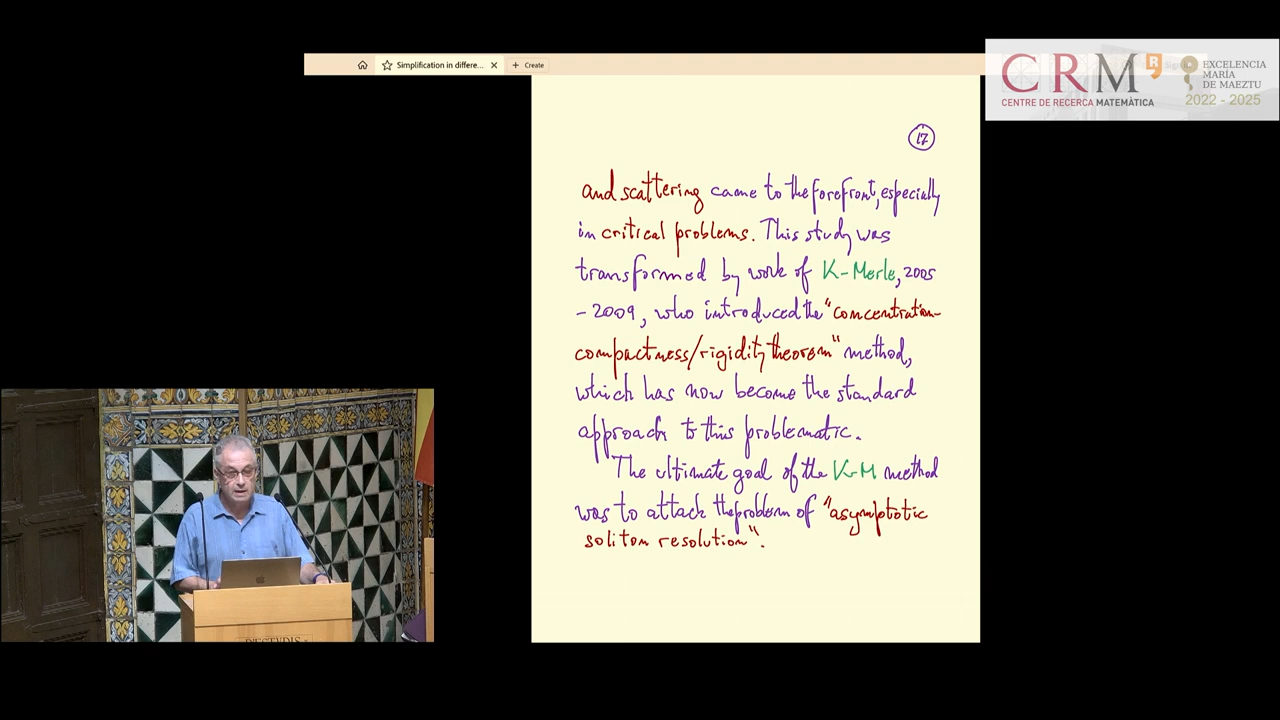 Simplification in differe...
Create
CRM
CENTRE DE RECERCA MATEMÀTICA
R
EXCELENCIA
MARÍA
DE MAEZTU
2022 - 2025
17
and scattering came to the forefront, especially
in critical problems. This study was
transformed by work of K-Merle, 2005
- 2009, who introduced the "concentration-
compactness/rigidity theorem" method,
which has now become the standard
approach to this problematic.
The ultimate goal of the K-M method
was to attack the problem of "asymptotic
soliton resolution".